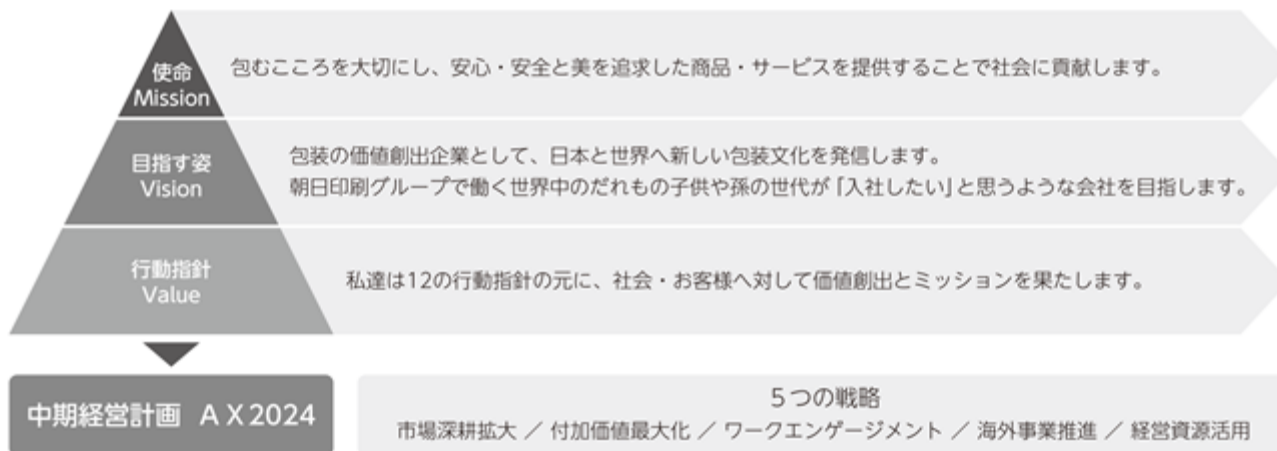 使命
Mission
包むこころを大切にし、安心・安全と美を追求した商品・サービスを提供することで社会に貢献します。
目指す姿
Vision
包装の価値創出企業として、日本と世界へ新しい包装文化を発信します。
朝日印刷グループで働く世界中のだれもの子供や孫の世代が「入社したい」と思うような会社を目指します。
行動指針
Value
私達は12の行動指針の元に、社会・お客様へ対して価値創出とミッションを果たします。
中期経営計画 ＡＸ2024
５つの戦略
市場深耕拡大 ／ 付加価値最大化 ／ ワークエンゲージメント ／ 海外事業推進 ／ 経営資源活用